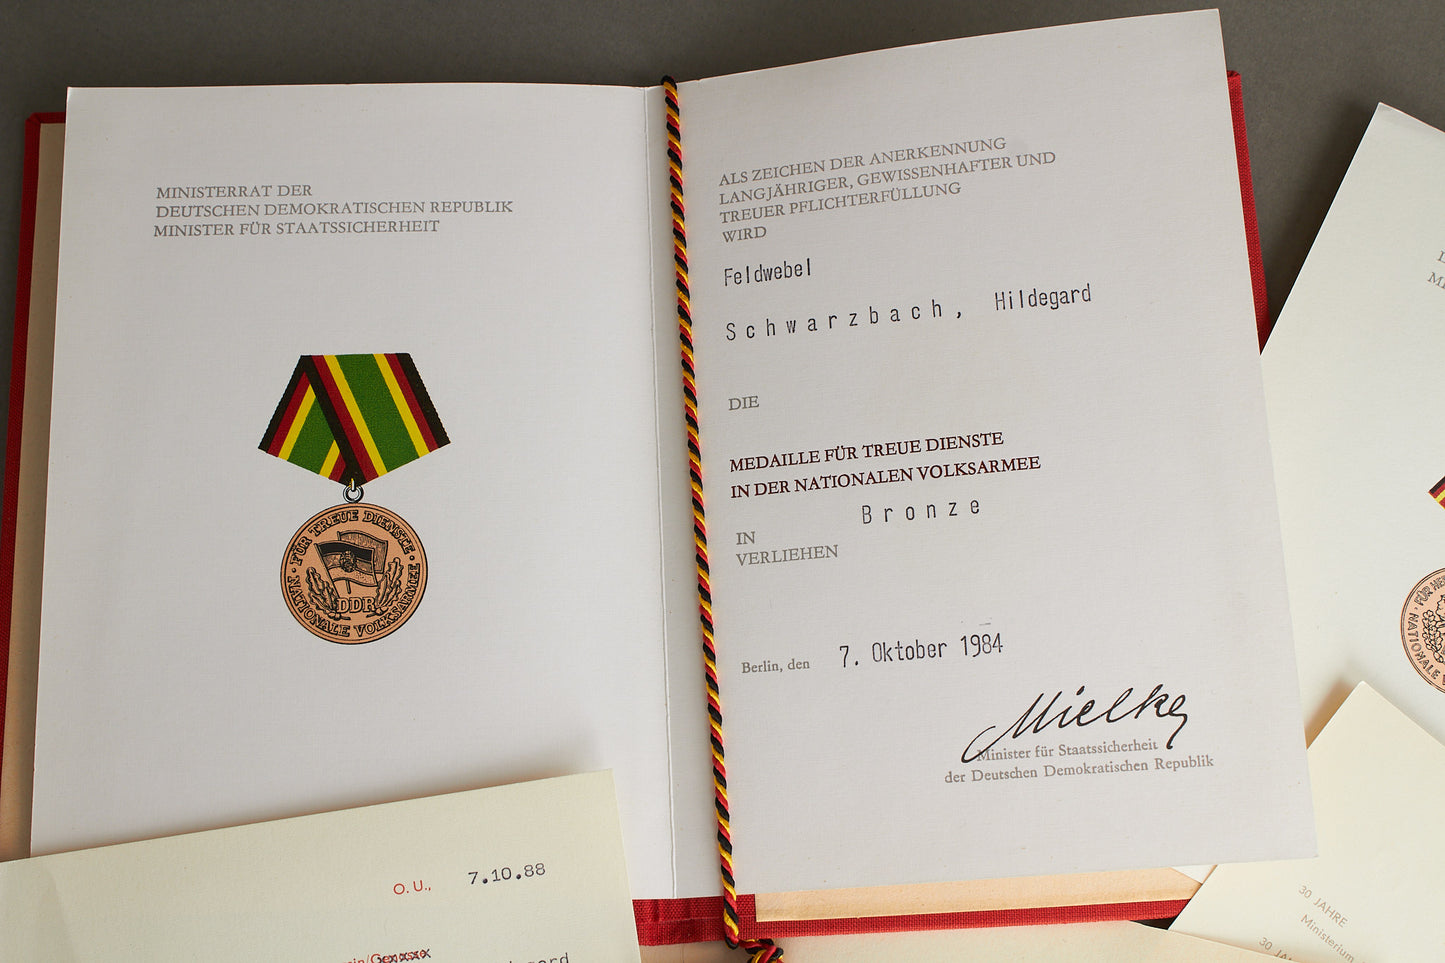 MINISTERRAT DER
DEUTSCHEN DEMOKRATISCHEN REPUBLIK
MINISTER FÜR STAATSSICHERHEIT
FÜR TREUE DIENSTE
NATIONALE VOLKSARMEE
DDR
ALS ZEICHEN DER ANERKENNUNG
LANGJÄHRIGER, GEWISSENHAFTER UND
TREUER PFLICHTERFÜLLUNG
WIRD
Feldwebel
Schwarzbach, Hildegard
DIE
MEDAILLE FÜR TREUE DIENSTE
IN DER NATIONALEN VOLKSARMEE
Bronze
IN
VERLIEHEN
Berlin, den 7. Oktober 1984
Mielke
Minister für Staatssicherheit
der Deutschen Demokratischen Republik
O. U., 7.10.88
30 JAHRE
Ministerium
30
NATIONALE